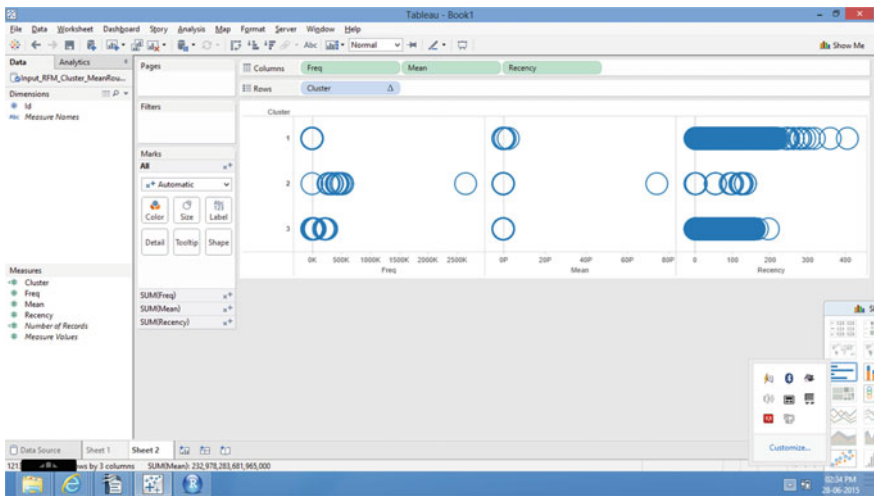 Tableau - Book1
File Data Worksheet Dashboard Story Analysis Map Format Server Window Help
Abc Normal Show Me
Data Analytics
Input_RFM_Cluster_MeanRou...
Dimensions
Id
Abc Measure Names
Measures
Cluster
Freq
Mean
Recency
Number of Records
Measure Values
Pages
Filters
Marks
All
Automatic
Color Size Label
Detail Tooltip Shape
SUM(Freq)
SUM(Mean)
SUM(Recency)
Columns Freq Mean Recency
Rows Cluster
Cluster
1
2
3
0K 500K 1000K 1500K 2000K 2500K 0P 20P 40P 60P 80P 0 100 200 300 400
Freq Mean Recency
Customize...
Data Source Sheet 1 Sheet 2
rows by 3 columns SUM(Mean): 232,978,283,681,965,000
02:34 PM
28-06-2015